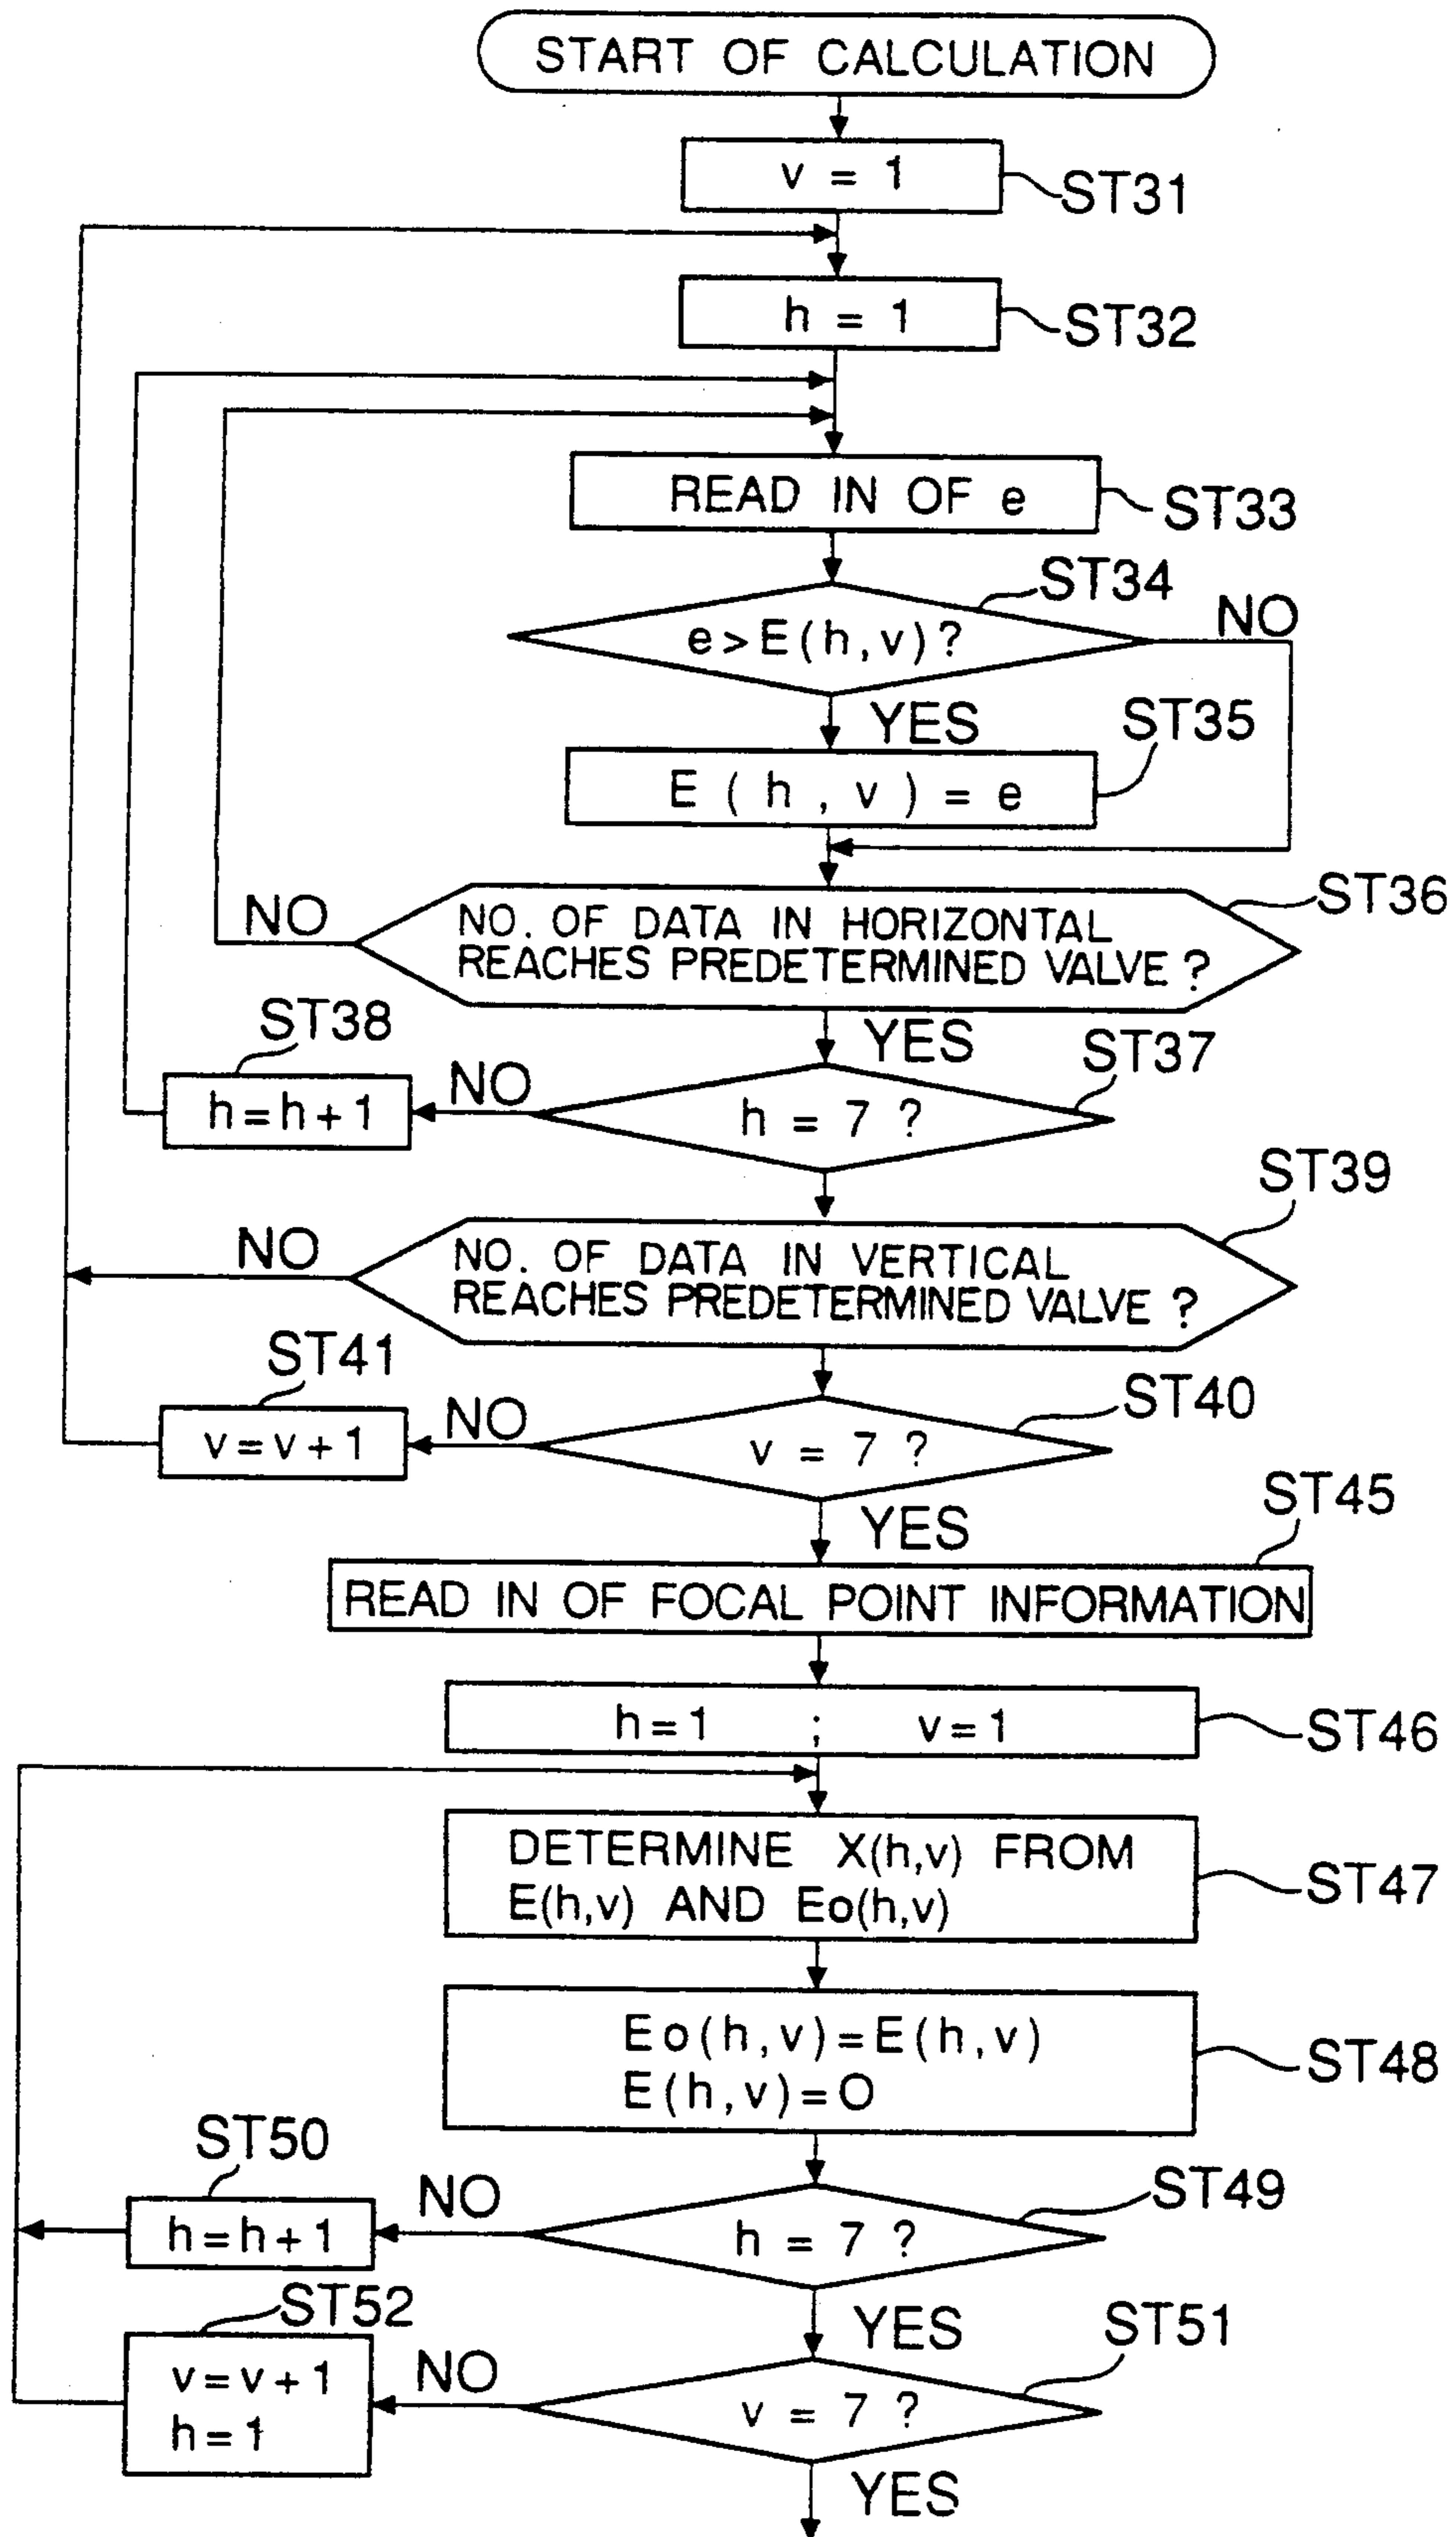 START OF CALCULATION
v = 1
ST31
h = 1
ST32
READ IN OF e
ST33
ST34
e > E(h,v)?
NO
YES
ST35
E ( h , v ) = e
ST36
NO
NO. OF DATA IN HORIZONTAL
REACHES PREDETERMINED VALVE ?
ST38
YES
ST37
h = h + 1
NO
h = 7 ?
ST39
NO
NO. OF DATA IN VERTICAL
REACHES PREDETERMINED VALVE ?
ST41
ST40
v = v + 1
NO
v = 7 ?
YES
ST45
READ IN OF FOCAL POINT INFORMATION
h = 1 ; v = 1
ST46
DETERMINE X(h,v) FROM
E(h,v) AND Eo(h,v)
ST47
Eo(h,v)=E(h,v)
E(h,v)=O
ST48
ST50
NO
ST49
h = h + 1
h = 7 ?
ST52
YES
ST51
v = v + 1
h = 1
NO
v = 7 ?
YES